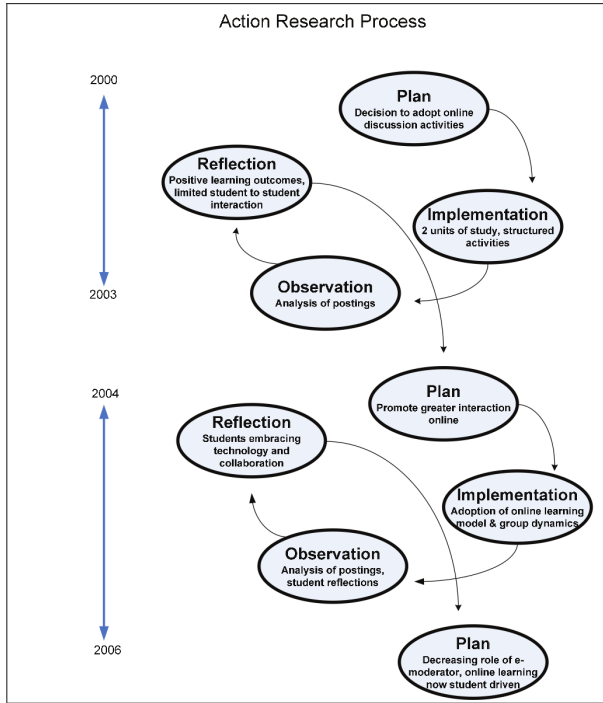 Action Research Process
2000
Plan
Decision to adopt online
discussion activities
Reflection
Positive learning outcomes,
limited student to student
interaction
Implementation
2 units of study, structured
activities
Observation
Analysis of postings
2003
2004
Plan
Promote greater interaction
online
Reflection
Students embracing
technology and
collaboration
Implementation
Adoption of online learning
model & group dynamics
Observation
Analysis of postings,
student reflections
2006
Plan
Decreasing role of e-
moderator, online learning
now student driven